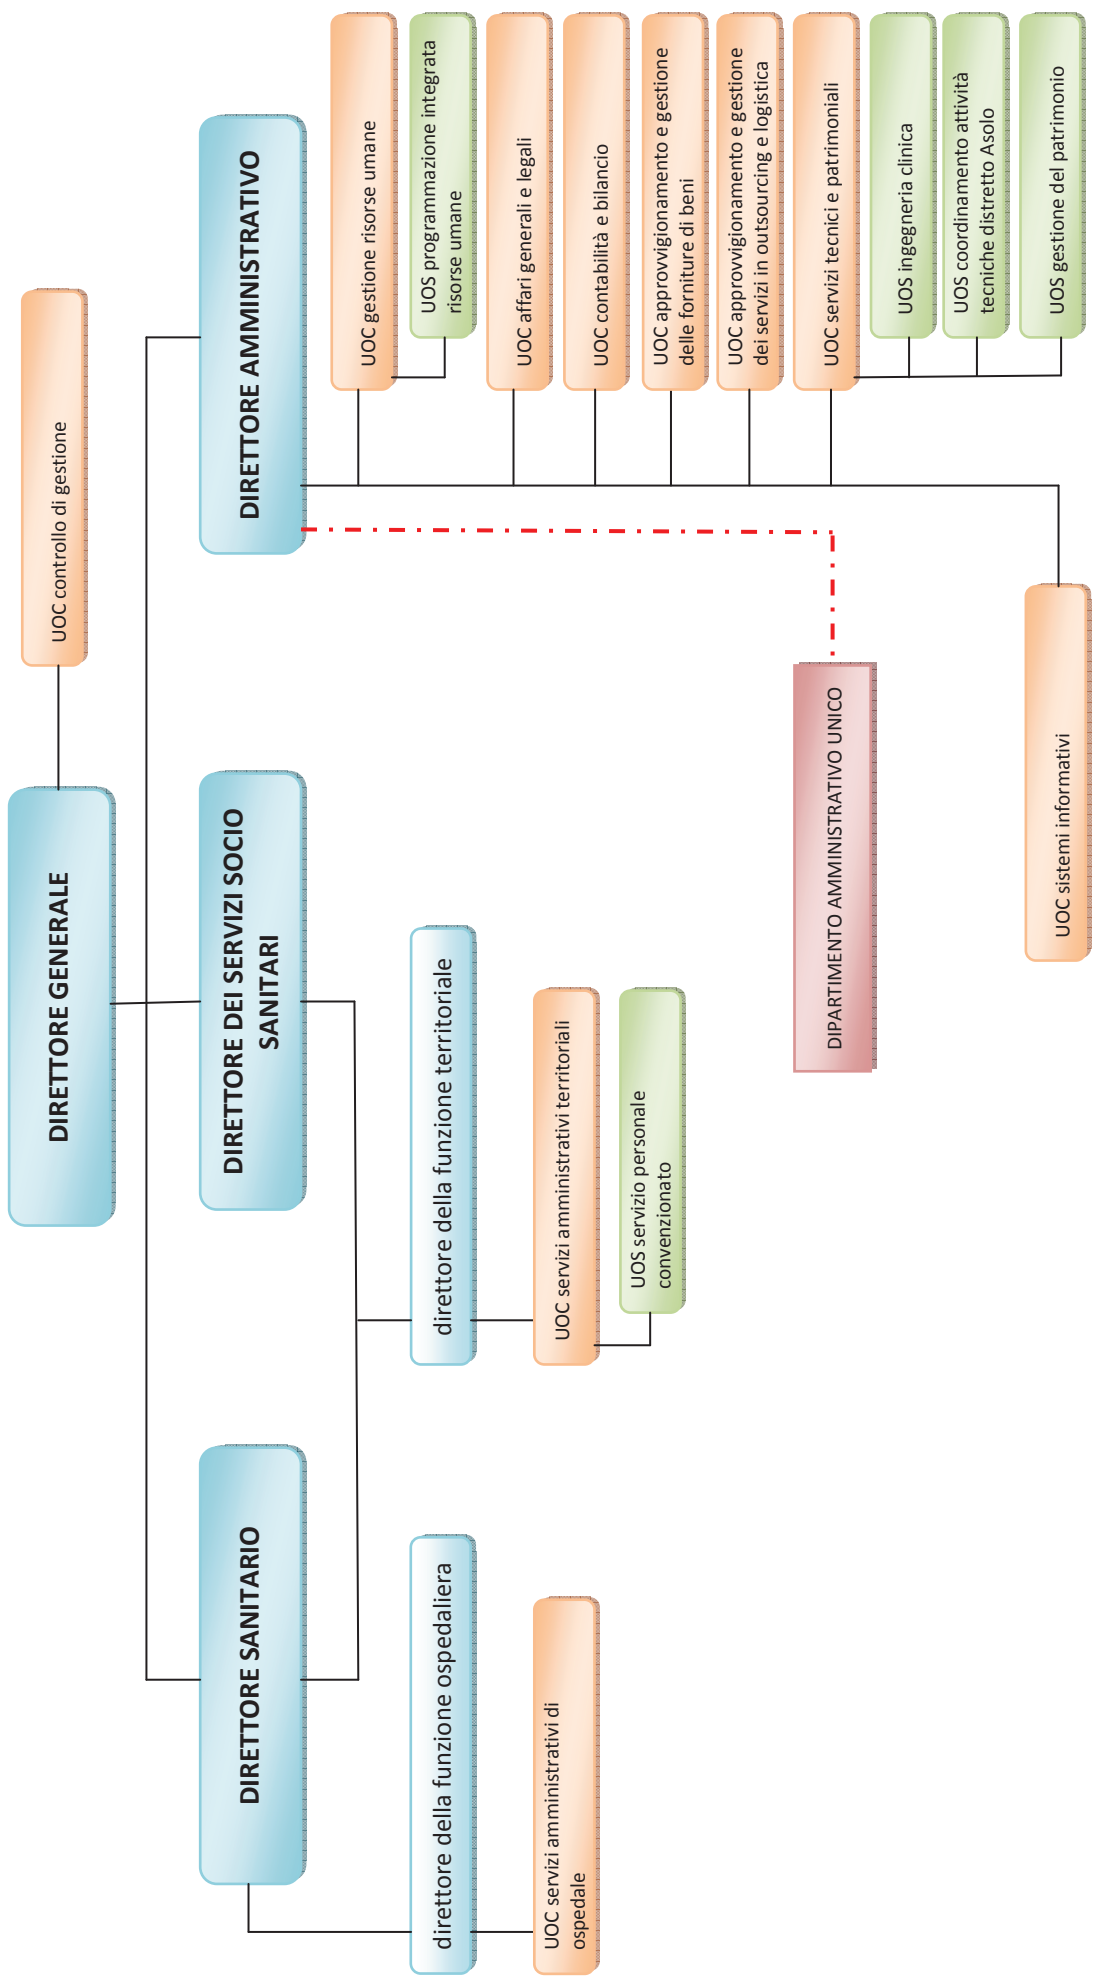 DIRETTORE GENERALE
UOC controllo di gestione
DIRETTORE SANITARIO
DIRETTORE DEI SERVIZI SOCIO
SANITARI
DIRETTORE AMMINISTRATIVO
direttore della funzione ospedaliera
UOC servizi amministrativi di
ospedale
direttore della funzione territoriale
UOC servizi amministrativi territoriali
UOS servizio personale
convenzionato
UOC gestione risorse umane
UOS programmazione integrata
risorse umane
UOC affari generali e legali
UOC contabilità e bilancio
UOC approvvigionamento e gestione
delle forniture di beni
UOC approvvigionamento e gestione
dei servizi in outsourcing e logistica
UOC servizi tecnici e patrimoniali
UOS ingegneria clinica
UOS coordinamento attività
tecniche distretto Asolo
UOS gestione del patrimonio
DIPARTIMENTO AMMINISTRATIVO UNICO
UOC sistemi informativi